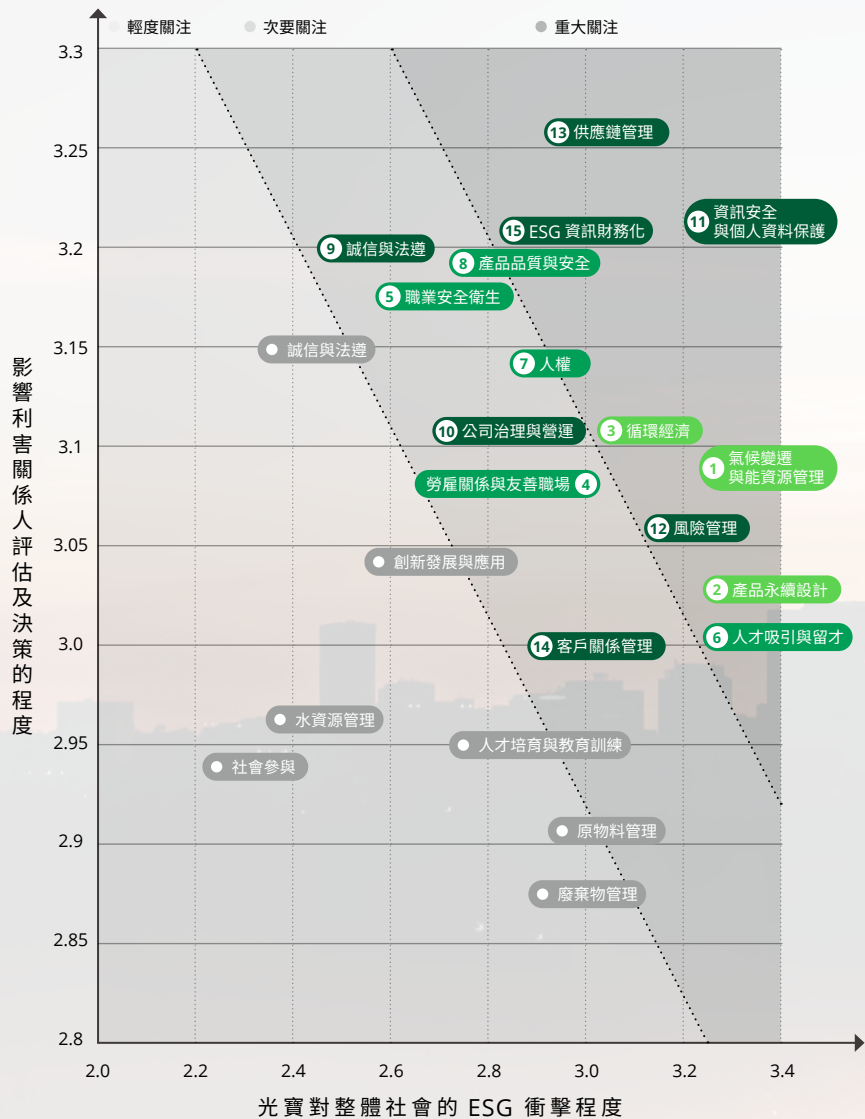 輕度關注
次要關注
重大關注
3.3
13 供應鏈管理
3.25
11 資訊安全
與個人資料保護
15 ESG 資訊財務化
3.2
9 誠信與法遵
8 產品品質與安全
5 職業安全衛生
3.15
誠信與法遵
7 人權
影響利害關係人評估及決策的程度
3.1
10 公司治理與營運
3 循環經濟
1 氣候變遷
與能資源管理
勞雇關係與友善職場 4
12 風險管理
3.05
創新發展與應用
2 產品永續設計
3.0
14 客戶關係管理
6 人才吸引與留才
水資源管理
2.95
人才培育與教育訓練
社會參與
2.9
原物料管理
廢棄物管理
2.85
2.8
2.0 2.2 2.4 2.6 2.8 3.0 3.2 3.4
光寶對整體社會的 ESG 衝擊程度